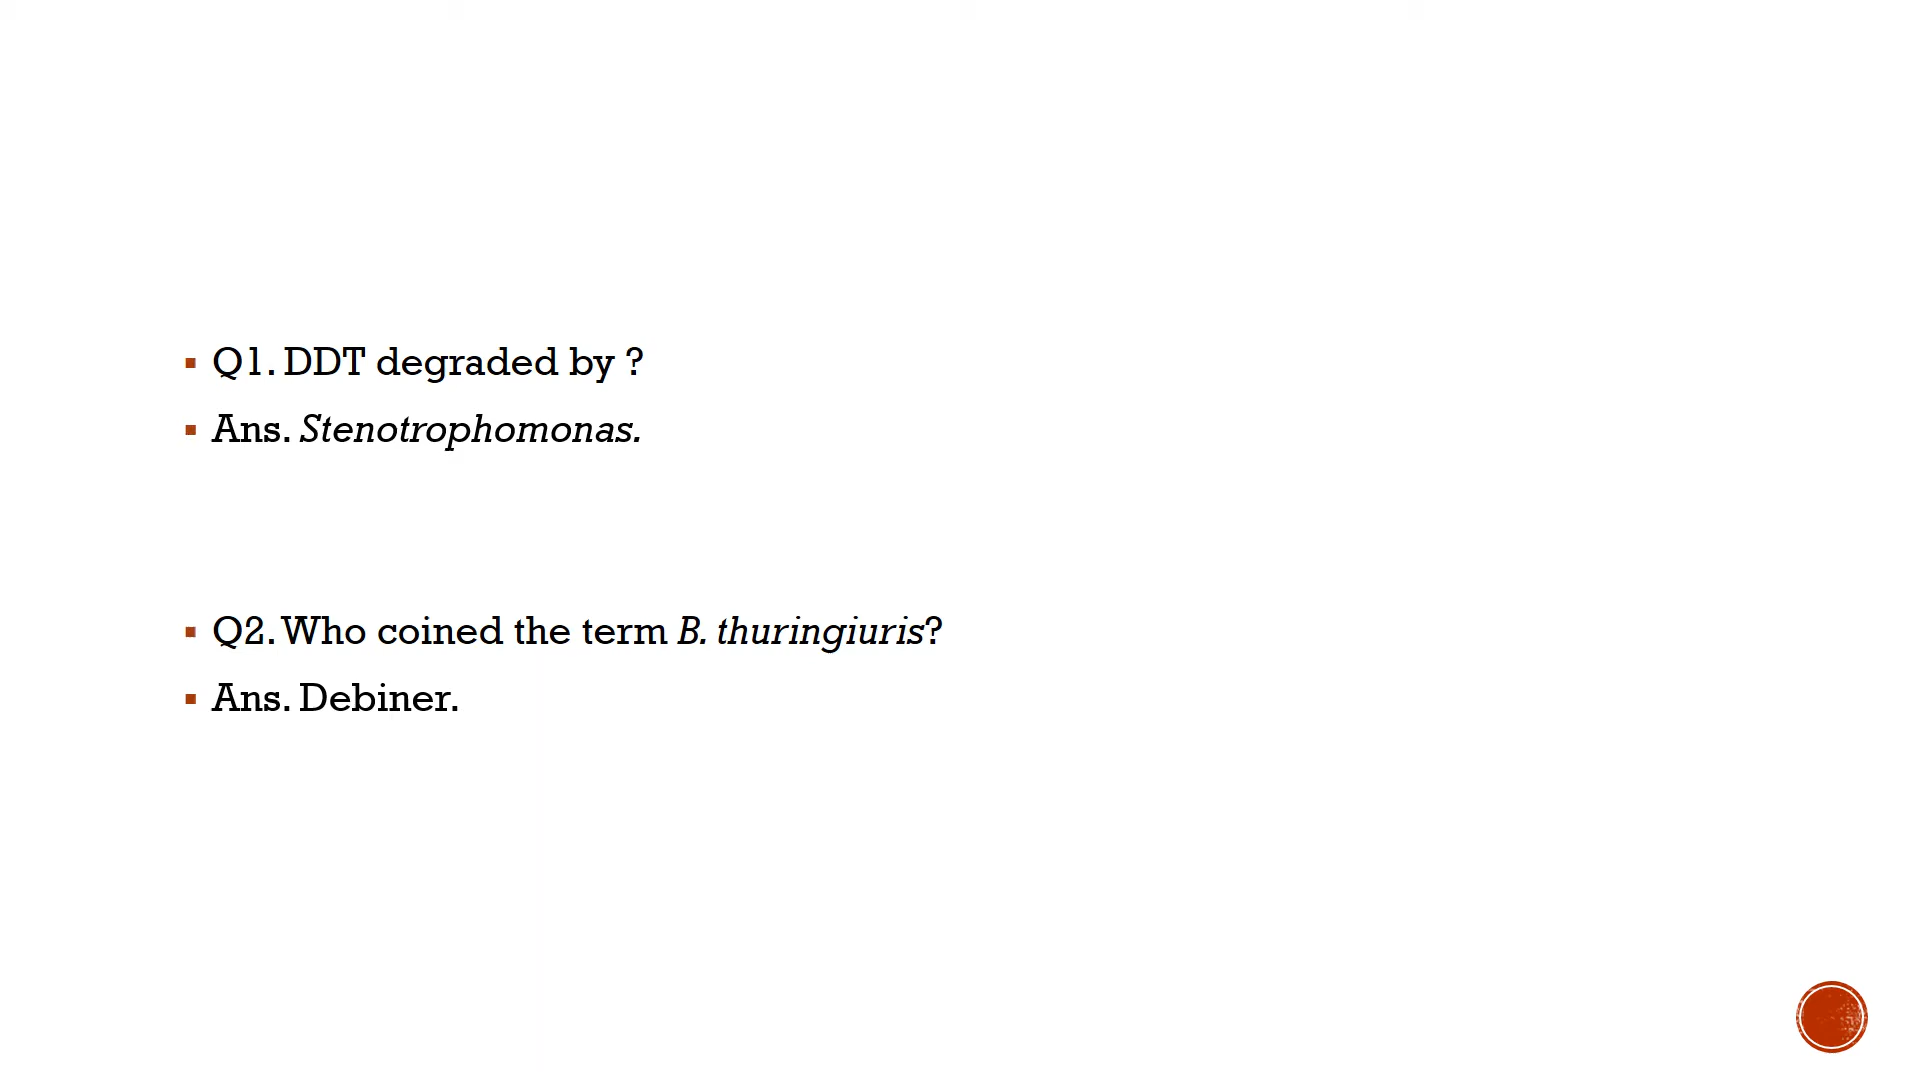 Q1. DDT degraded by ?
Ans. Stenotrophomonas.
Q2. Who coined the term B. thuringiuris?
Ans. Debiner.